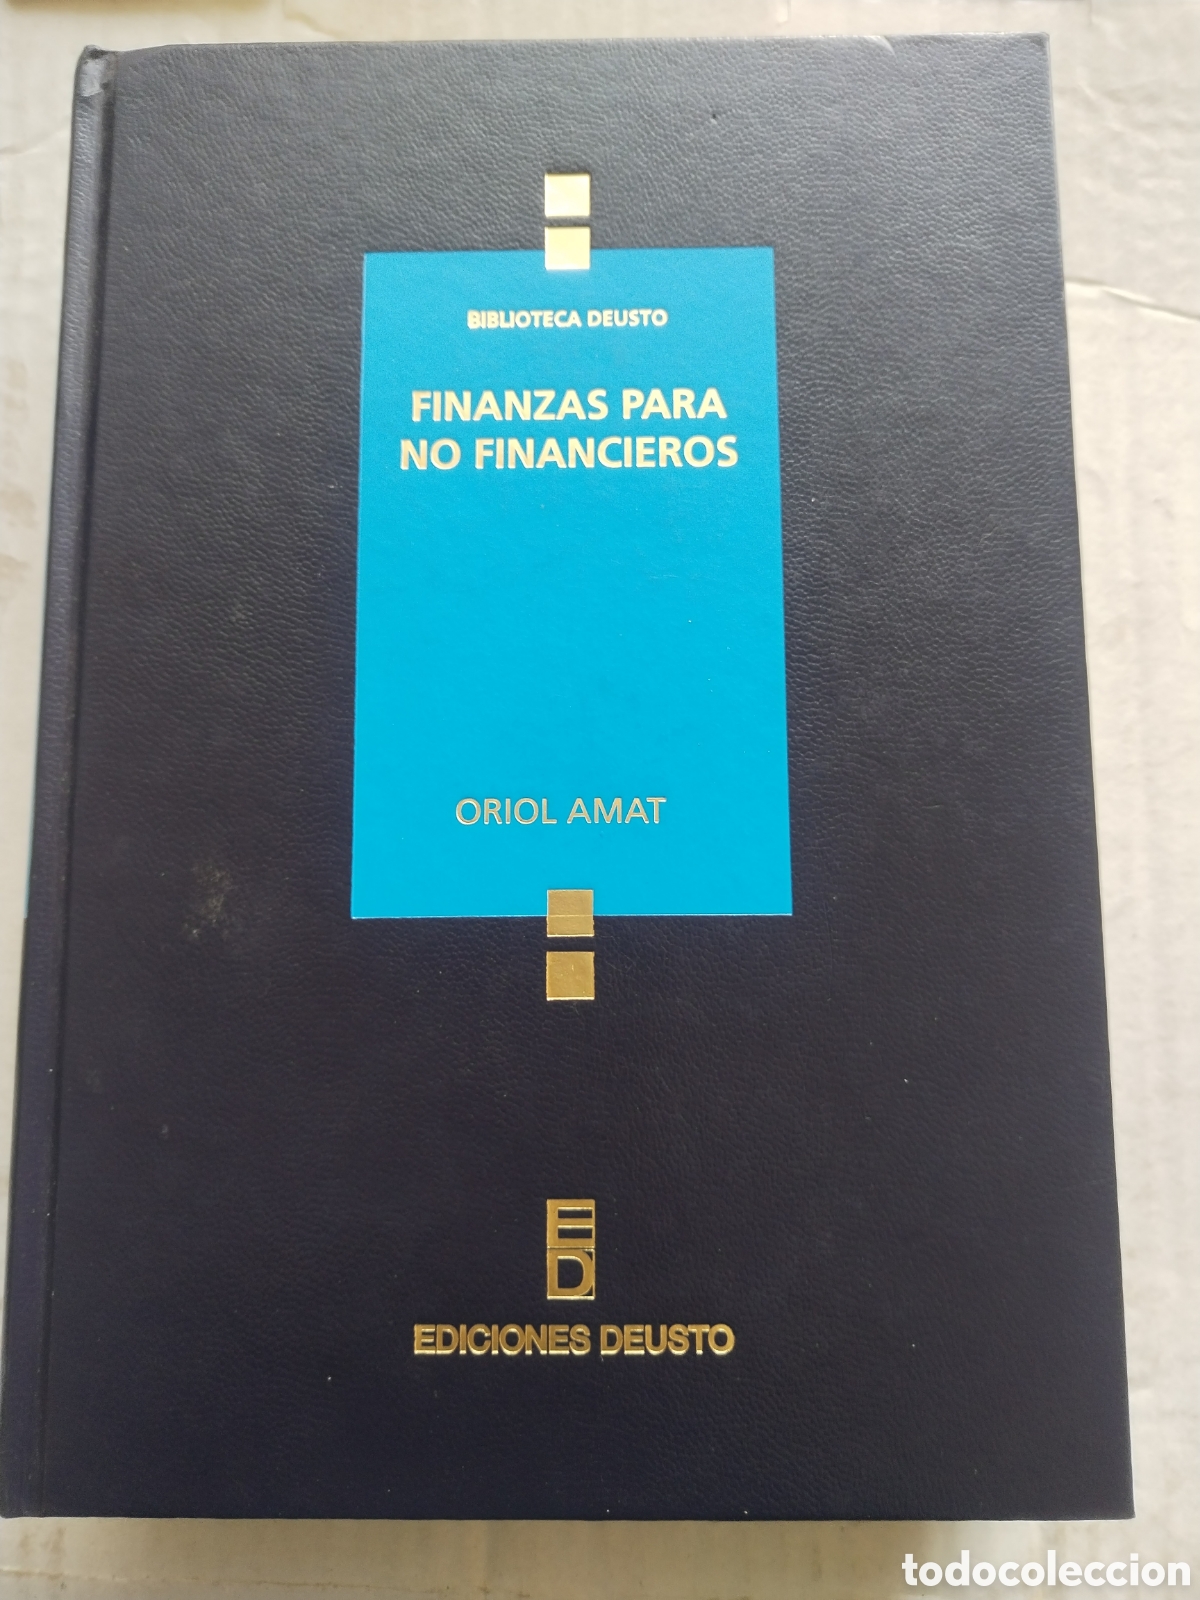 BIBLIOTECA DEUSTO
FINANZAS PARA
NO FINANCIEROS
ORIOL AMAT
ED
EDICIONES DEUSTO
todocoleccion